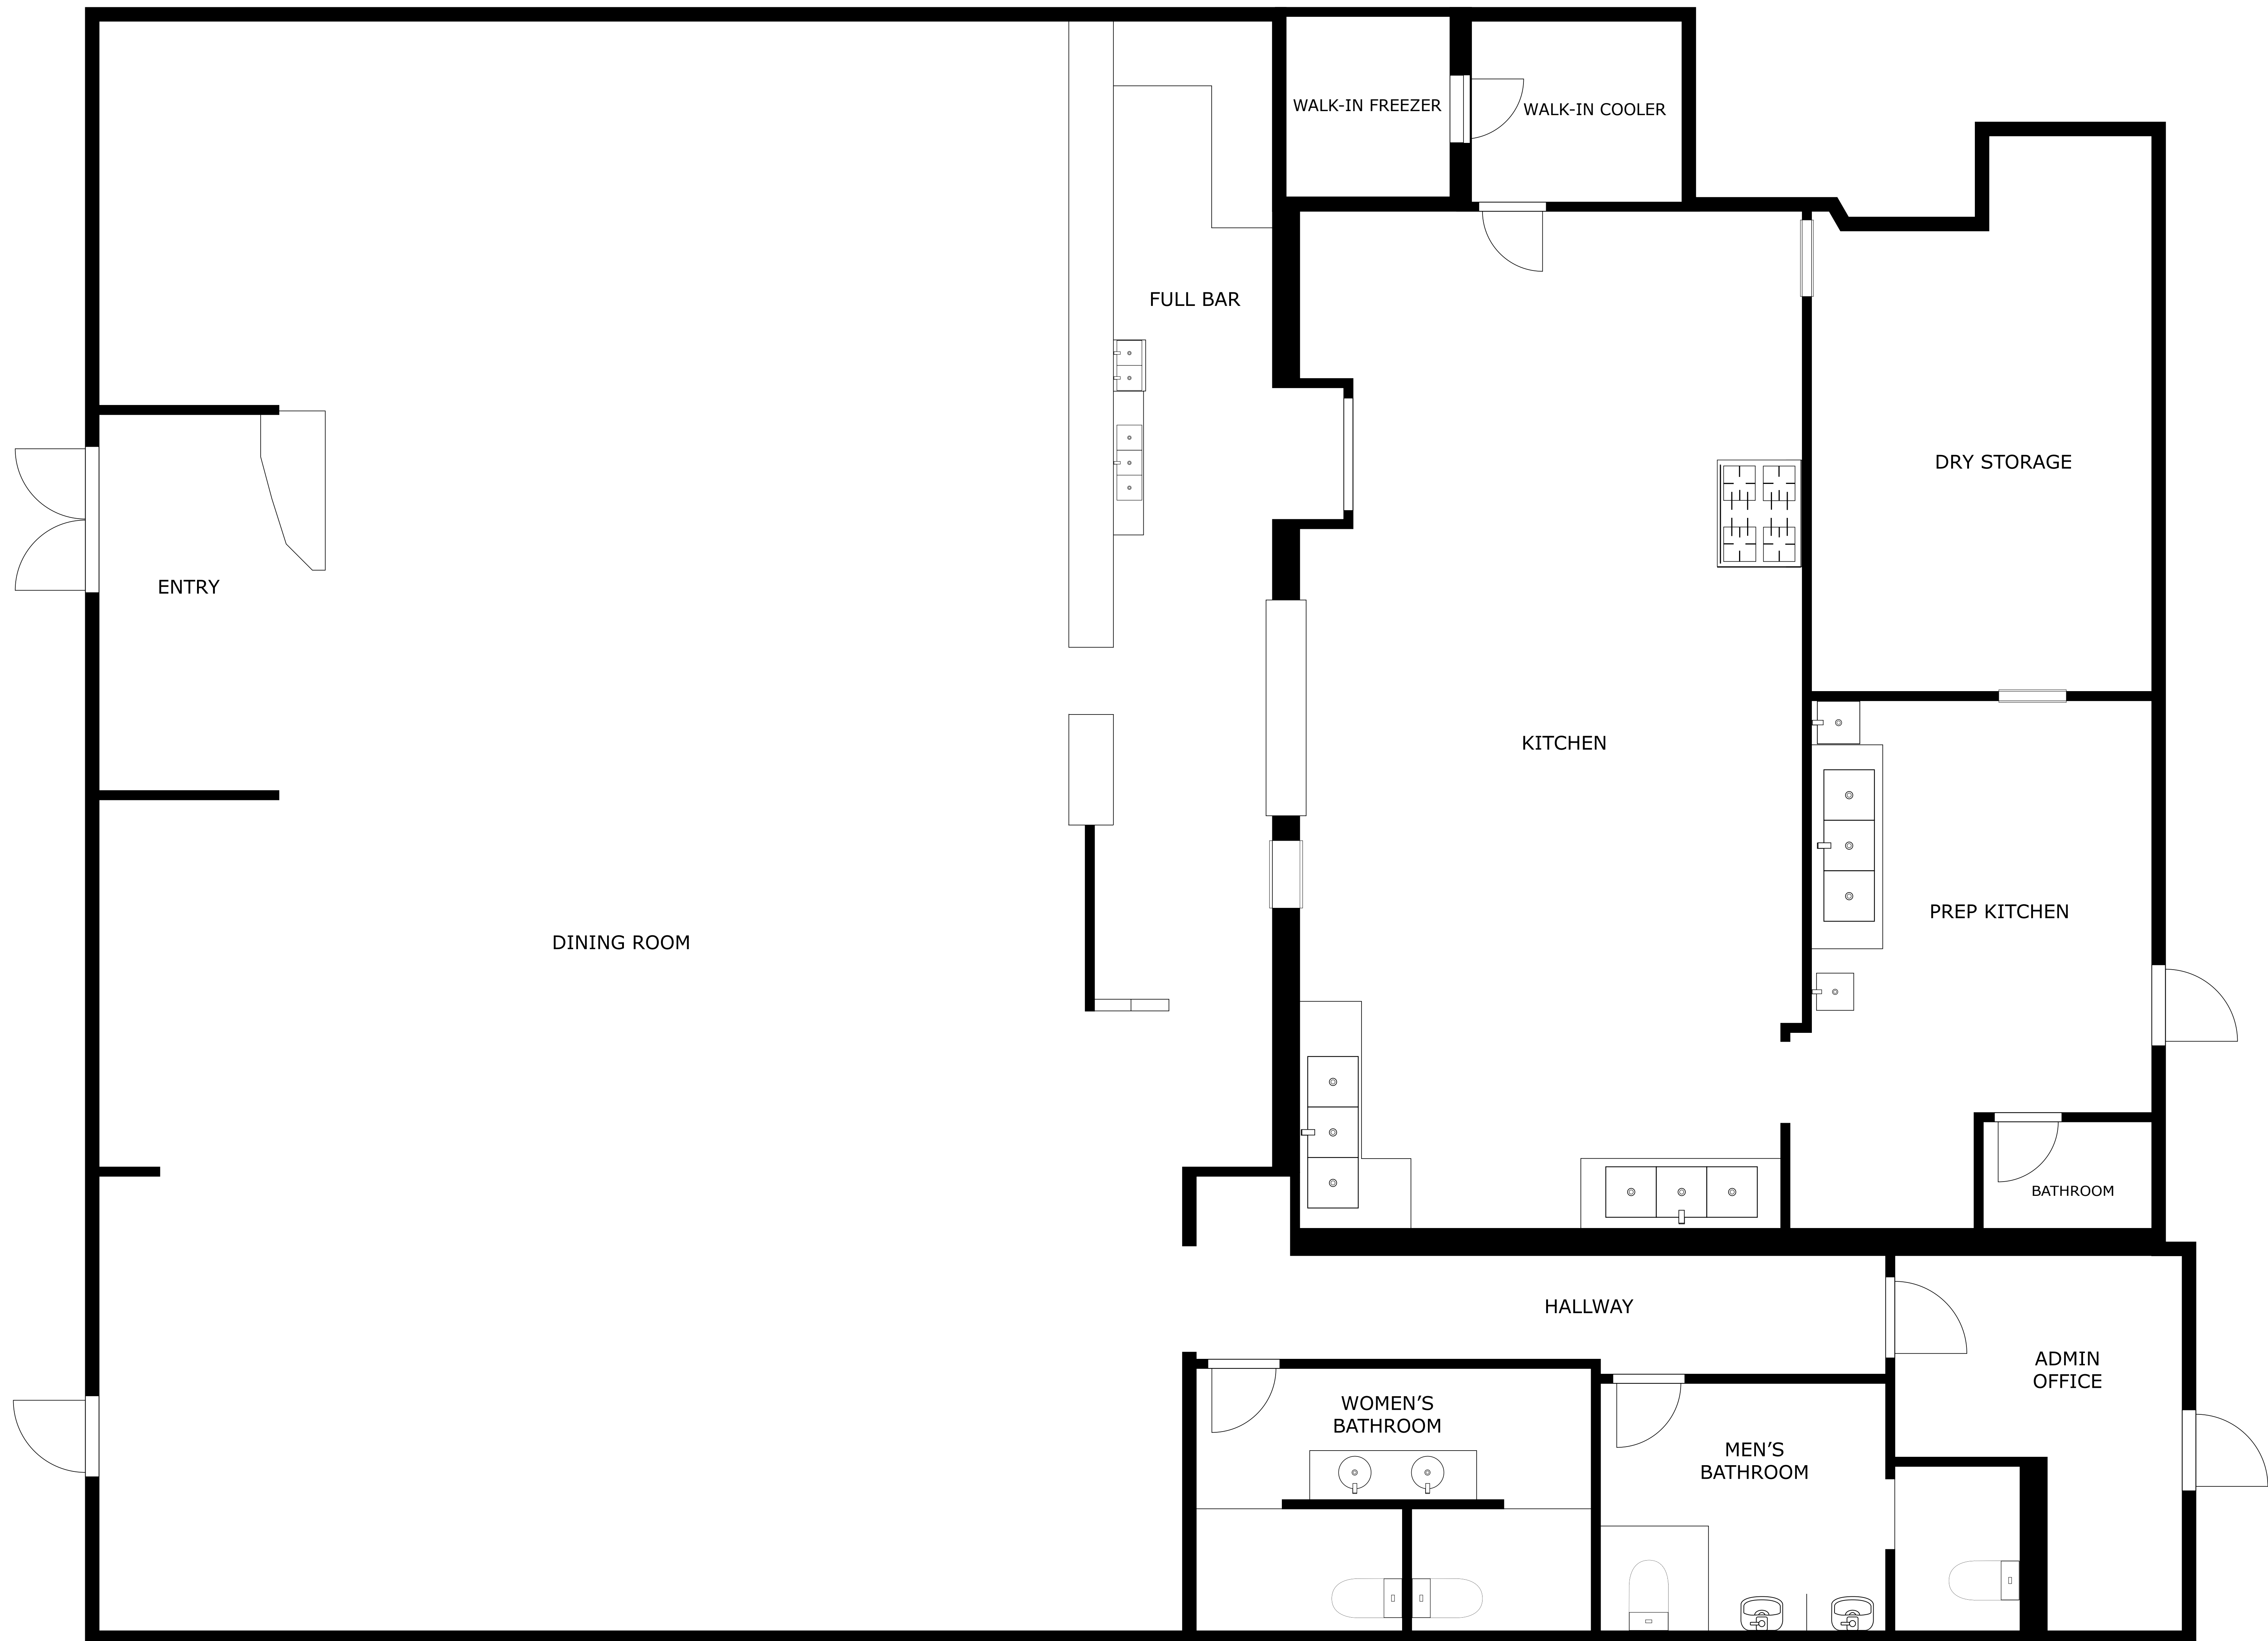 WALK-IN FREEZER
WALK-IN COOLER
FULL BAR
DRY STORAGE
ENTRY
KITCHEN
PREP KITCHEN
DINING ROOM
BATHROOM
HALLWAY
ADMIN
OFFICE
WOMEN’S
BATHROOM
MEN’S
BATHROOM